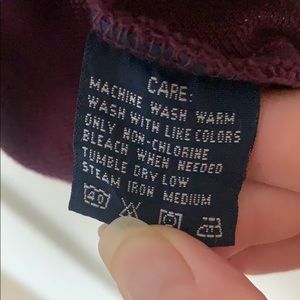 CARE:
MACHINE WASH WARM
WASH WITH LIKE COLORS
ONLY NON-CHLORINE
BLEACH WHEN NEEDED
TUMBLE DRY LOW
STEAM IRON MEDIUM
40